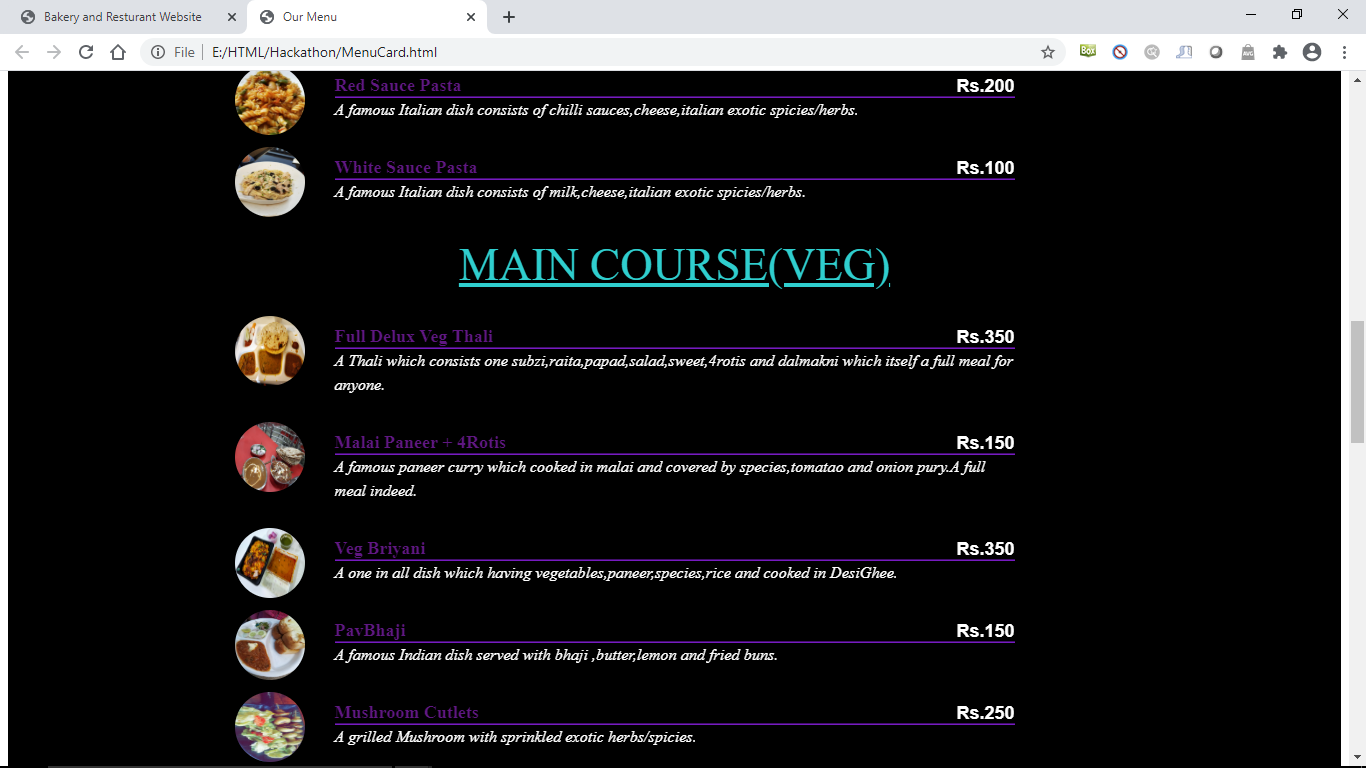 Bakery and Resturant Website
Our Menu
File
E:/HTML/Hackathon/MenuCard.html
Box
AVG
Red Sauce Pasta Rs.200
A famous Italian dish consists of chilli sauces,cheese,italian exotic spicies/herbs.
White Sauce Pasta Rs.100
A famous Italian dish consists of milk,cheese,italian exotic spicies/herbs.
MAIN COURSE(VEG)
Full Delux Veg Thali Rs.350
A Thali which consists one subzi,raita,papad,salad,sweet,4rotis and dalmakni which itself a full meal for
anyone.
Malai Paneer + 4Rotis Rs.150
A famous paneer curry which cooked in malai and covered by species,tomatao and onion pury.A full
meal indeed.
Veg Briyani Rs.350
A one in all dish which having vegetables,paneer,species,rice and cooked in DesiGhee.
PavBhaji Rs.150
A famous Indian dish served with bhaji ,butter,lemon and fried buns.
Mushroom Cutlets Rs.250
A grilled Mushroom with sprinkled exotic herbs/spicies.